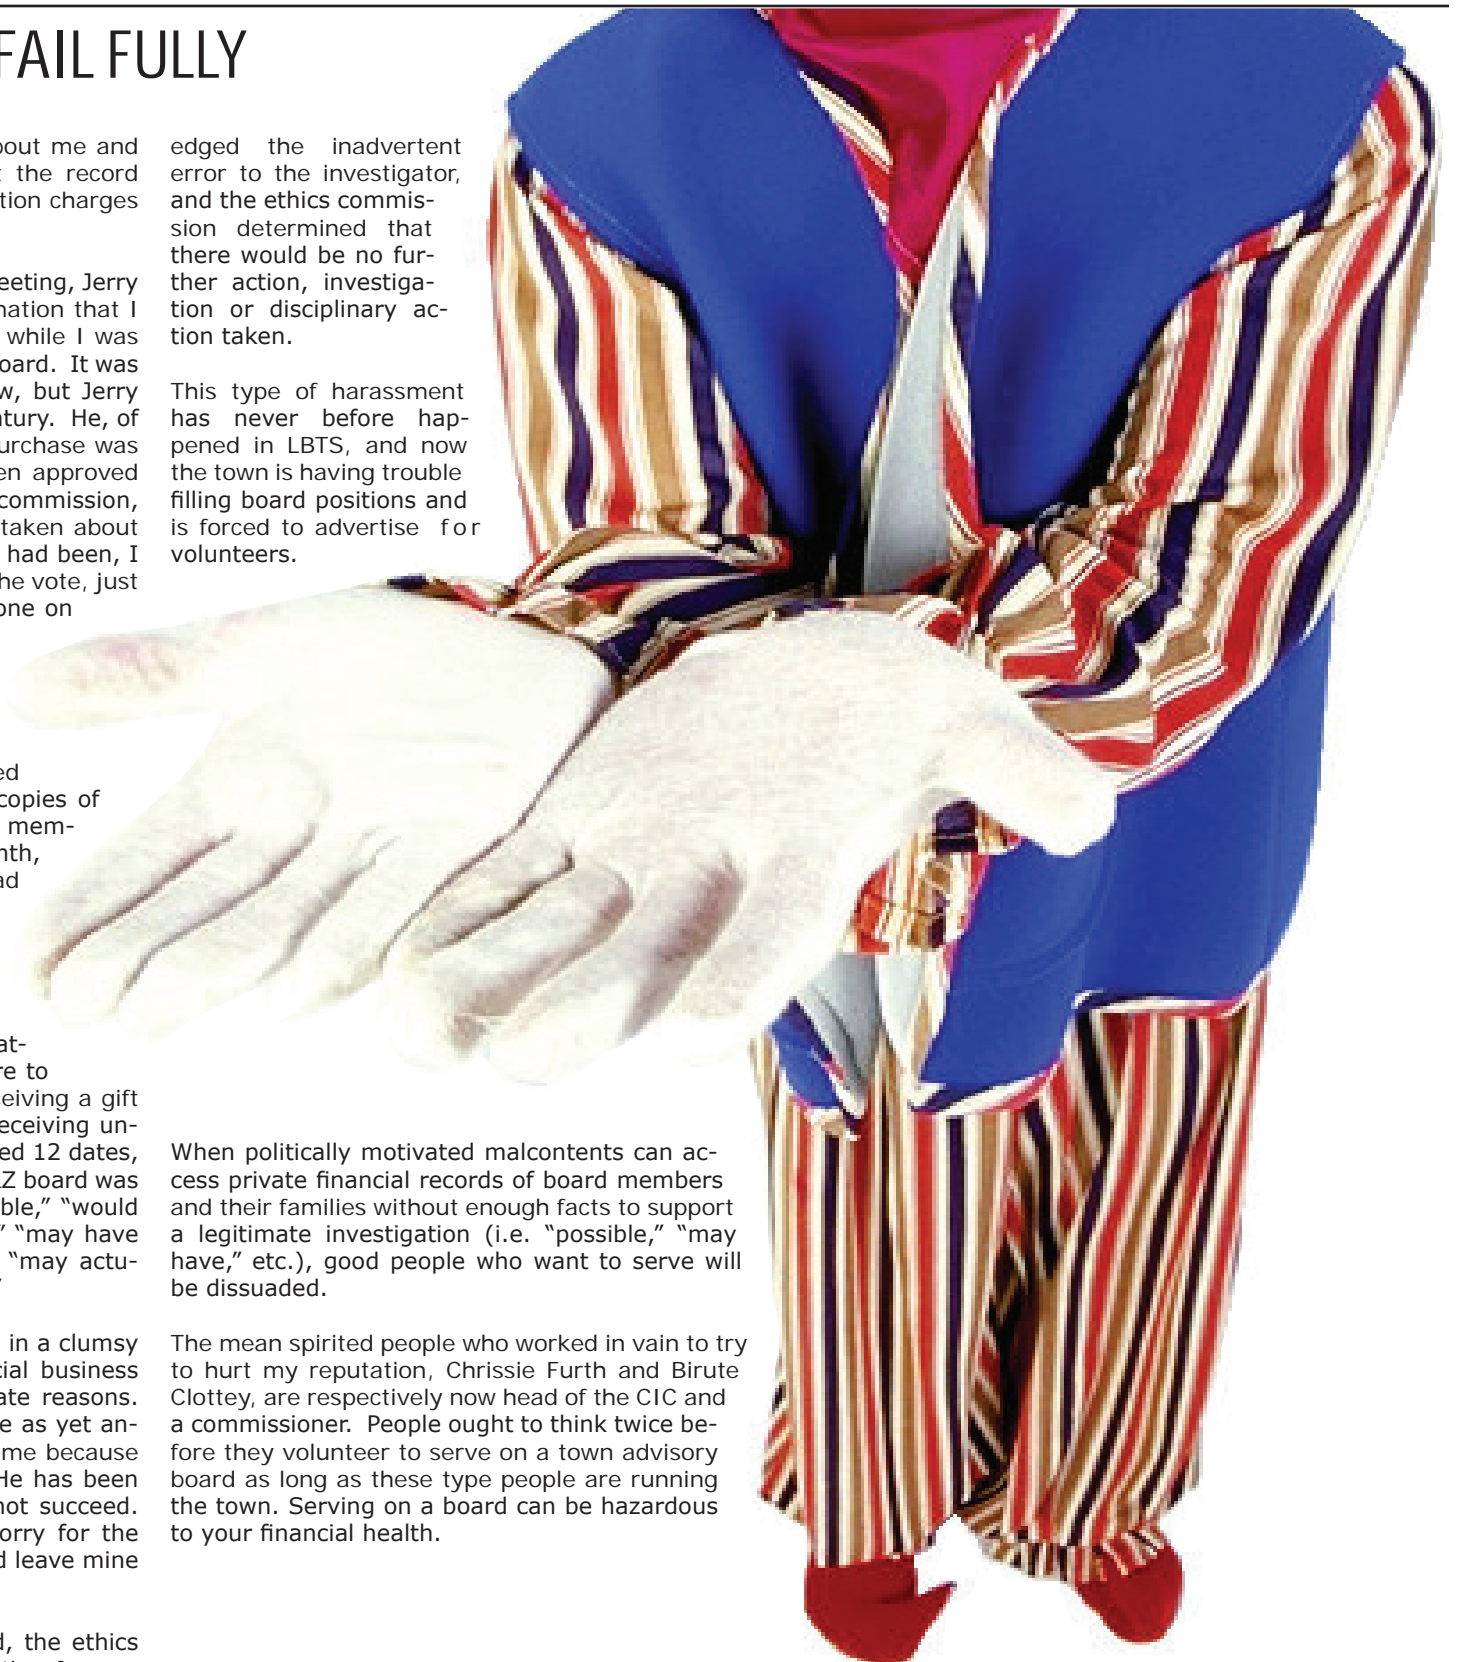 FAIL FULLY
out me and
the record
tion charges
eeting, Jerry
nation that I
while I was
oard. It was
w, but Jerry
ntury. He, of
urchase was
en approved
commission,
taken about
had been, I
he vote, just
one on
ed
copies of
mem-
nth,
ad
at-
re to
eiving a gift
eceiving un-
ed 12 dates,
Z board was
ble,” “would
” “may have
“may actu-
in a clumsy
cial business
ate reasons.
e as yet an-
me because
He has been
not succeed.
orry for the
d leave mine
d, the ethics
edged the inadvertent
error to the investigator,
and the ethics commis-
sion determined that
there would be no fur-
ther action, investiga-
tion or disciplinary ac-
tion taken.
This type of harassment
has never before hap-
pened in LBTS, and now
the town is having trouble
filling board positions and
is forced to advertise for
volunteers.
When politically motivated malcontents can ac-
cess private financial records of board members
and their families without enough facts to support
a legitimate investigation (i.e. “possible,” “may
have,” etc.), good people who want to serve will
be dissuaded.
The mean spirited people who worked in vain to try
to hurt my reputation, Chrissie Furth and Birute
Clottey, are respectively now head of the CIC and
a commissioner. People ought to think twice be-
fore they volunteer to serve on a town advisory
board as long as these type people are running
the town. Serving on a board can be hazardous
to your financial health.